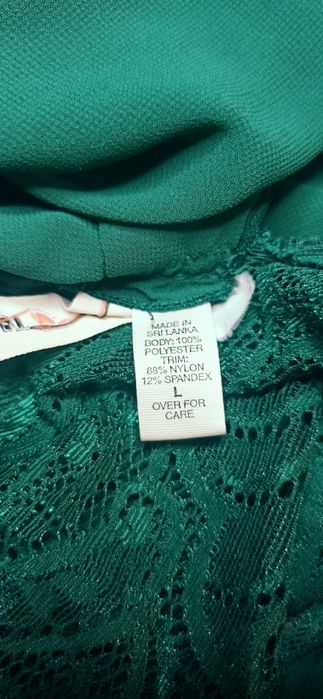 MADE IN
SRI LANKA
BODY: 100%
POLYESTER
TRIM:
88% NYLON
12% SPANDEX
L
OVER FOR
CARE